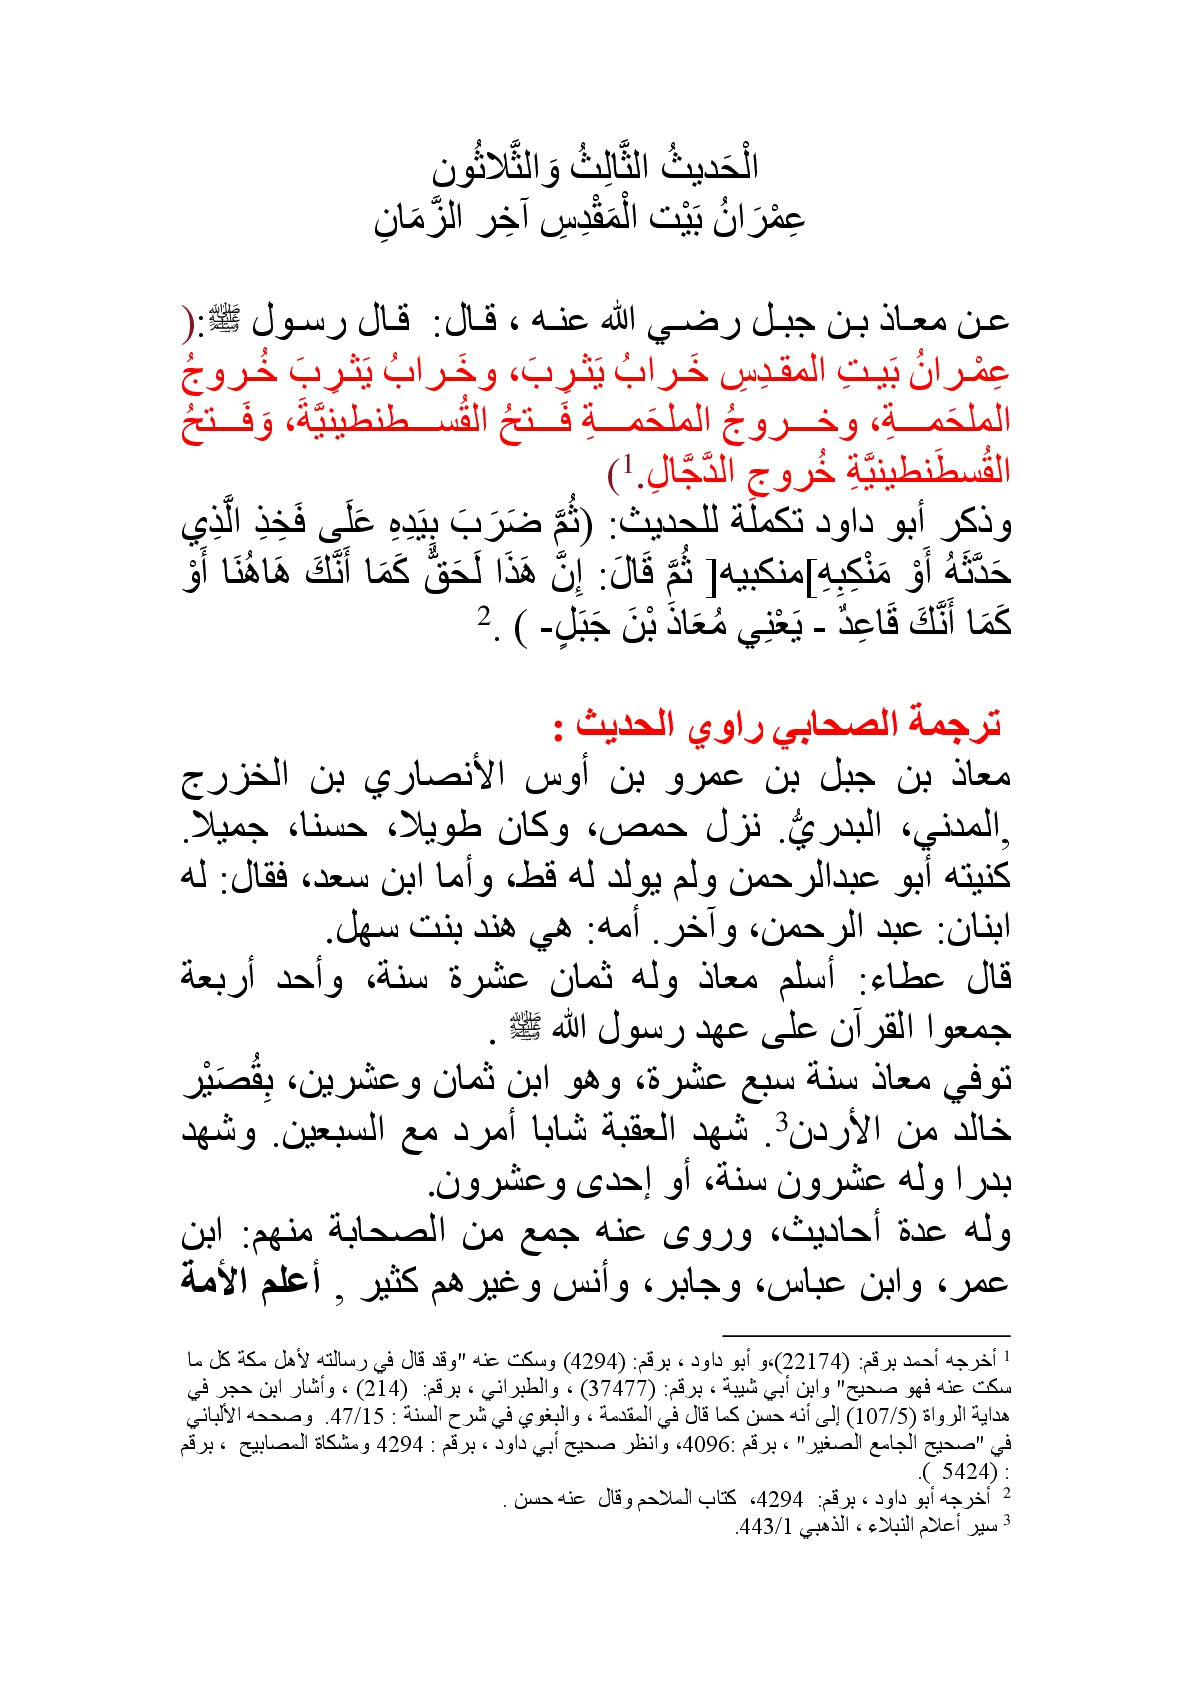 الْحَديثُ الثَّالِثُ وَالثَّلاثُون
عِمْرَانُ بَيْت الْمَقْدِسِ آخِر الزَّمَانِ
عن معاذ بن جبل رضي الله عنه ، قال: قال رسول ﷺ:(
عِمْرانُ بَيتِ المقدِسِ خَرابُ يَثرِبَ، وخَرابُ يَثرِبَ خُروجُ
الملحَمةِ، وخروجُ الملحَمةِ فَتحُ القُسطنطينيَّةَ، وَفَتحُ
القُسطَنطينيَّةِ خُروج الدَّجَّالِ.1)
وذكر أبو داود تكملة للحديث: (ثُمَّ ضَرَبَ بِيَدِهِ عَلَى فَخِذِ الَّذِي
حَدَّثَهُ أَوْ مَنْكِبِهِ]منكبيه[ ثُمَّ قَالَ: إِنَّ هَذَا لَحَقٌّ كَمَا أَنَّكَ هَاهُنَا أَوْ
كَمَا أَنَّكَ قَاعِدٌ - يَعْنِي مُعَاذَ بْنَ جَبَلٍ- ) .2
ترجمة الصحابي راوي الحديث :
معاذ بن جبل بن عمرو بن أوس الأنصاري بن الخزرج
,المدني، البدريُّ. نزل حمص، وكان طويلا، حسنا، جميلا.
كنيته أبو عبدالرحمن ولم يولد له قط، وأما ابن سعد، فقال: له
ابنان: عبد الرحمن، وآخر. أمه: هي هند بنت سهل.
قال عطاء: أسلم معاذ وله ثمان عشرة سنة، وأحد أربعة
جمعوا القرآن على عهد رسول الله ﷺ .
توفي معاذ سنة سبع عشرة، وهو ابن ثمان وعشرين، بِقُصَيْر
خالد من الأردن3. شهد العقبة شابا أمرد مع السبعين. وشهد
بدرا وله عشرون سنة، أو إحدى وعشرون.
وله عدة أحاديث، وروى عنه جمع من الصحابة منهم: ابن
عمر، وابن عباس، وجابر، وأنس وغيرهم كثير , أعلم الأمة
1 أخرجه أحمد برقم: (22174)،و أبو داود ، برقم: (4294) وسكت عنه "وقد قال في رسالته لأهل مكة كل ما
سكت عنه فهو صحيح" وابن أبي شيبة ، برقم: (37477) ، والطبراني ، برقم: (214) ، وأشار ابن حجر في
هداية الرواة (107/5) إلى أنه حسن كما قال في المقدمة ، والبغوي في شرح السنة : 47/15. وصححه الألباني
في "صحيح الجامع الصغير" ، برقم :4096، وانظر صحيح أبي داود ، برقم : 4294 ومشكاة المصابيح ، برقم
: (5424 ).
2 أخرجه أبو داود ، برقم: 4294، كتاب الملاحم وقال عنه حسن .
3 سير أعلام النبلاء ، الذهبي 443/1.